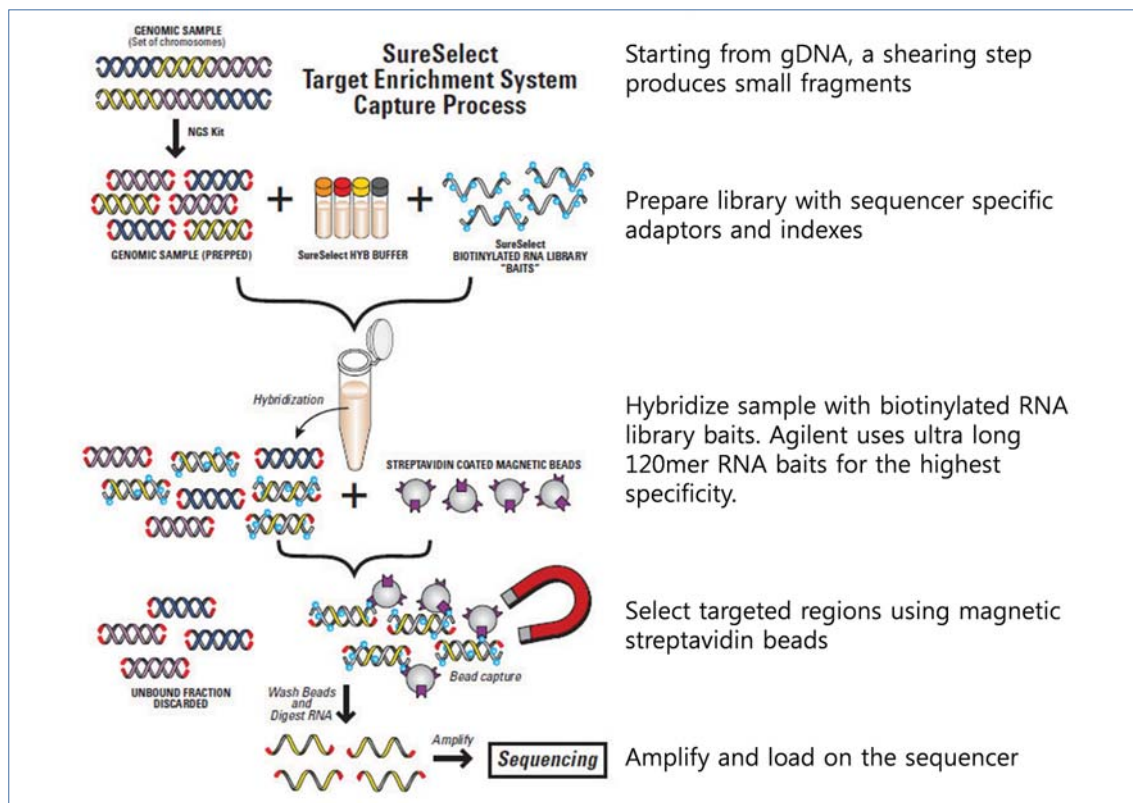 GENOMIC SAMPLE
(Set of chromosomes)
SureSelect
Target Enrichment System
Capture Process
Starting from gDNA, a shearing step
produces small fragments
NGS Kit
GENOMIC SAMPLE (PREPPED)
SureSelect HYB BUFFER
SureSelect
BIOTINYLATED RNA LIBRARY
"BAITS"
Prepare library with sequencer specific
adaptors and indexes
Hybridization
STREPTAVIDIN COATED MAGNETIC BEADS
Hybridize sample with biotinylated RNA
library baits. Agilent uses ultra long
120mer RNA baits for the highest
specificity.
UNBOUND FRACTION
DISCARDED
Bead capture
Select targeted regions using magnetic
streptavidin beads
Wash Beads
and
Digest RNA
Amplify
Sequencing
Amplify and load on the sequencer